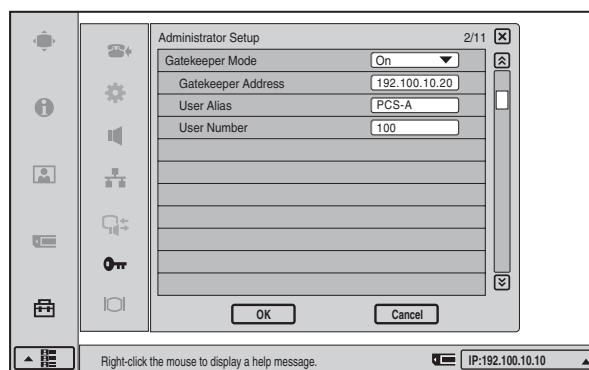 Administrator Setup 2/11
Gatekeeper Mode On
Gatekeeper Address 192.100.10.20
User Alias PCS-A
User Number 100
OK Cancel
Right-click the mouse to display a help message. IP:192.100.10.10